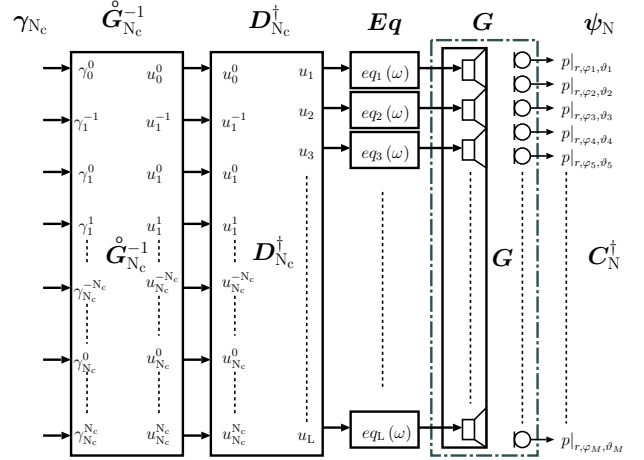 γ_{N_c} G̊^{-1}_{N_c} D^†_{N_c} Eq G ψ_N
γ^0_0 u^0_0 u^0_0 u_1 eq_1(ω) p|_{r,φ_1,ϑ_1}
p|_{r,φ_2,ϑ_2}
γ^{-1}_1 u^{-1}_1 u^{-1}_1 u_2 eq_2(ω) p|_{r,φ_3,ϑ_3}
p|_{r,φ_4,ϑ_4}
u_3 eq_3(ω) p|_{r,φ_5,ϑ_5}
γ^0_1 u^0_1 u^0_1
γ^1_1 u^1_1 u^1_1
G̊^{-1}_{N_c} D^†_{N_c} G C^†_N
γ^{-N_c}_{N_c} u^{-N_c}_{N_c} u^{-N_c}_{N_c}
γ^0_{N_c} u^0_{N_c} u^0_{N_c}
γ^{N_c}_{N_c} u^{N_c}_{N_c} u^{N_c}_{N_c} u_L eq_L(ω) p|_{r,φ_M,ϑ_M}